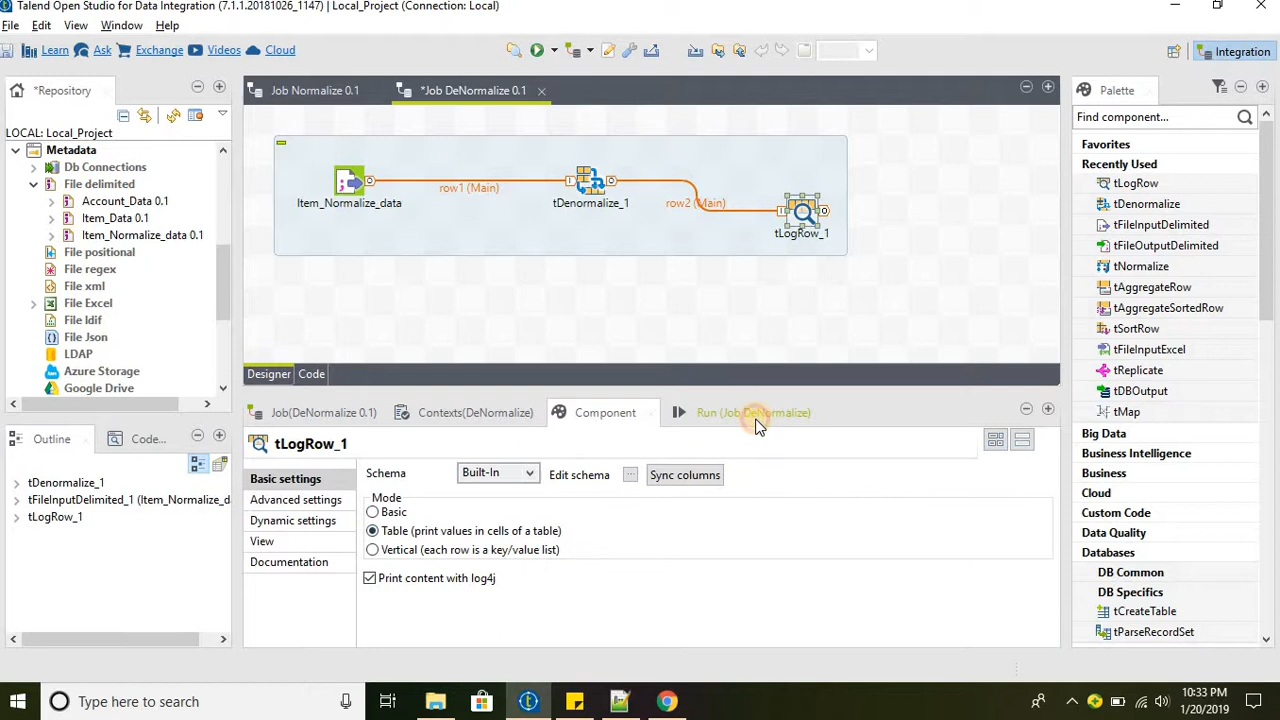 Talend Open Studio for Data Integration (7.1.1.20181026_1147) | Local_Project (Connection: Local)
File Edit View Window Help
Learn Ask Exchange Videos Cloud Integration
*Repository
LOCAL: Local_Project
Metadata
Db Connections
File delimited
Account_Data 0.1
Item_Data 0.1
Item_Normalize_data 0.1
File positional
File regex
File xml
File Excel
File ldif
File Json
LDAP
Azure Storage
Google Drive
Outline Code...
tDenormalize_1
tFileInputDelimited_1 (Item_Normalize_da
tLogRow_1
Job Normalize 0.1 *Job DeNormalize 0.1
Item_Normalize_data
row1 (Main)
tDenormalize_1
row2 (Main)
tLogRow_1
Designer Code
Job(DeNormalize 0.1) Contexts(DeNormalize) Component Run (Job DeNormalize)
tLogRow_1
Basic settings
Advanced settings
Dynamic settings
View
Documentation
Schema Built-In Edit schema ... Sync columns
Mode
Basic
Table (print values in cells of a table)
Vertical (each row is a key/value list)
Print content with log4j
Palette
Find component...
Favorites
Recently Used
tLogRow
tDenormalize
tFileInputDelimited
tFileOutputDelimited
tNormalize
tAggregateRow
tAggregateSortedRow
tSortRow
tFileInputExcel
tReplicate
tDBOutput
tMap
Big Data
Business Intelligence
Business
Cloud
Custom Code
Data Quality
Databases
DB Common
DB Specifics
tCreateTable
tParseRecordSet
Type here to search
10:33 PM
1/20/2019